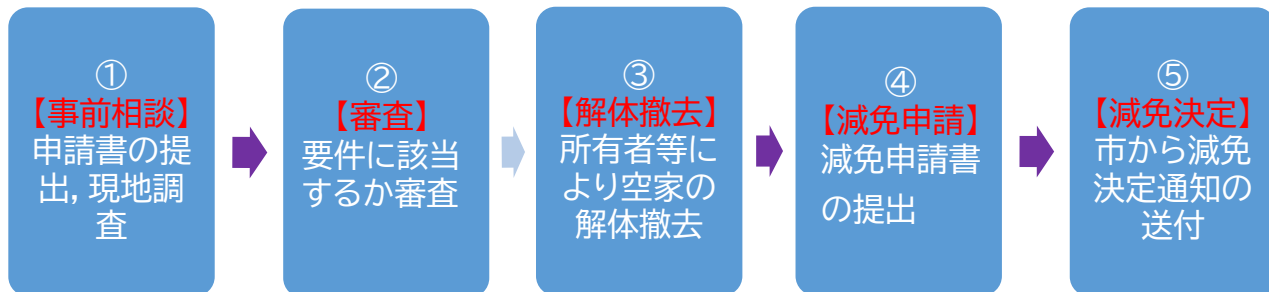 ①
【事前相談】
申請書の提
出，現地調
査
②
【審査】
要件に該当
するか審査
③
【解体撤去】
所有者等に
より空家の
解体撤去
④
【減免申請】
減免申請書
の提出
⑤
【減免決定】
市から減免
決定通知の
送付